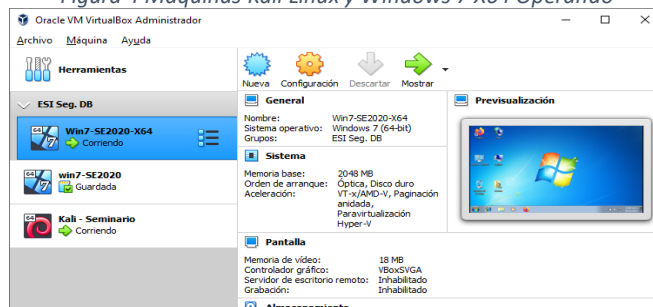 Figura 4 Maquinas Kali Linux y Windows 7 X64 Operando
Oracle VM VirtualBox Administrador
Archivo Máquina Ayuda
Herramientas
Nueva Configuración Descartar Mostrar
ESI Seg. DB
Win7-SE2020-X64
Corriendo
win7-SE2020
Guardada
Kali - Seminario
Corriendo
General
Nombre: Win7-SE2020-X64
Sistema operativo: Windows 7 (64-bit)
Grupos: ESI Seg. DB
Sistema
Memoria base: 2048 MB
Orden de arranque: Óptica, Disco duro
Aceleración: VT-x/AMD-V, Paginación
anidada,
Paravirtualización
Hyper-V
Pantalla
Memoria de vídeo: 18 MB
Controlador gráfico: VBoxSVGA
Servidor de escritorio remoto: Inhabilitado
Grabación: Inhabilitado
Almacenamiento
Previsualización